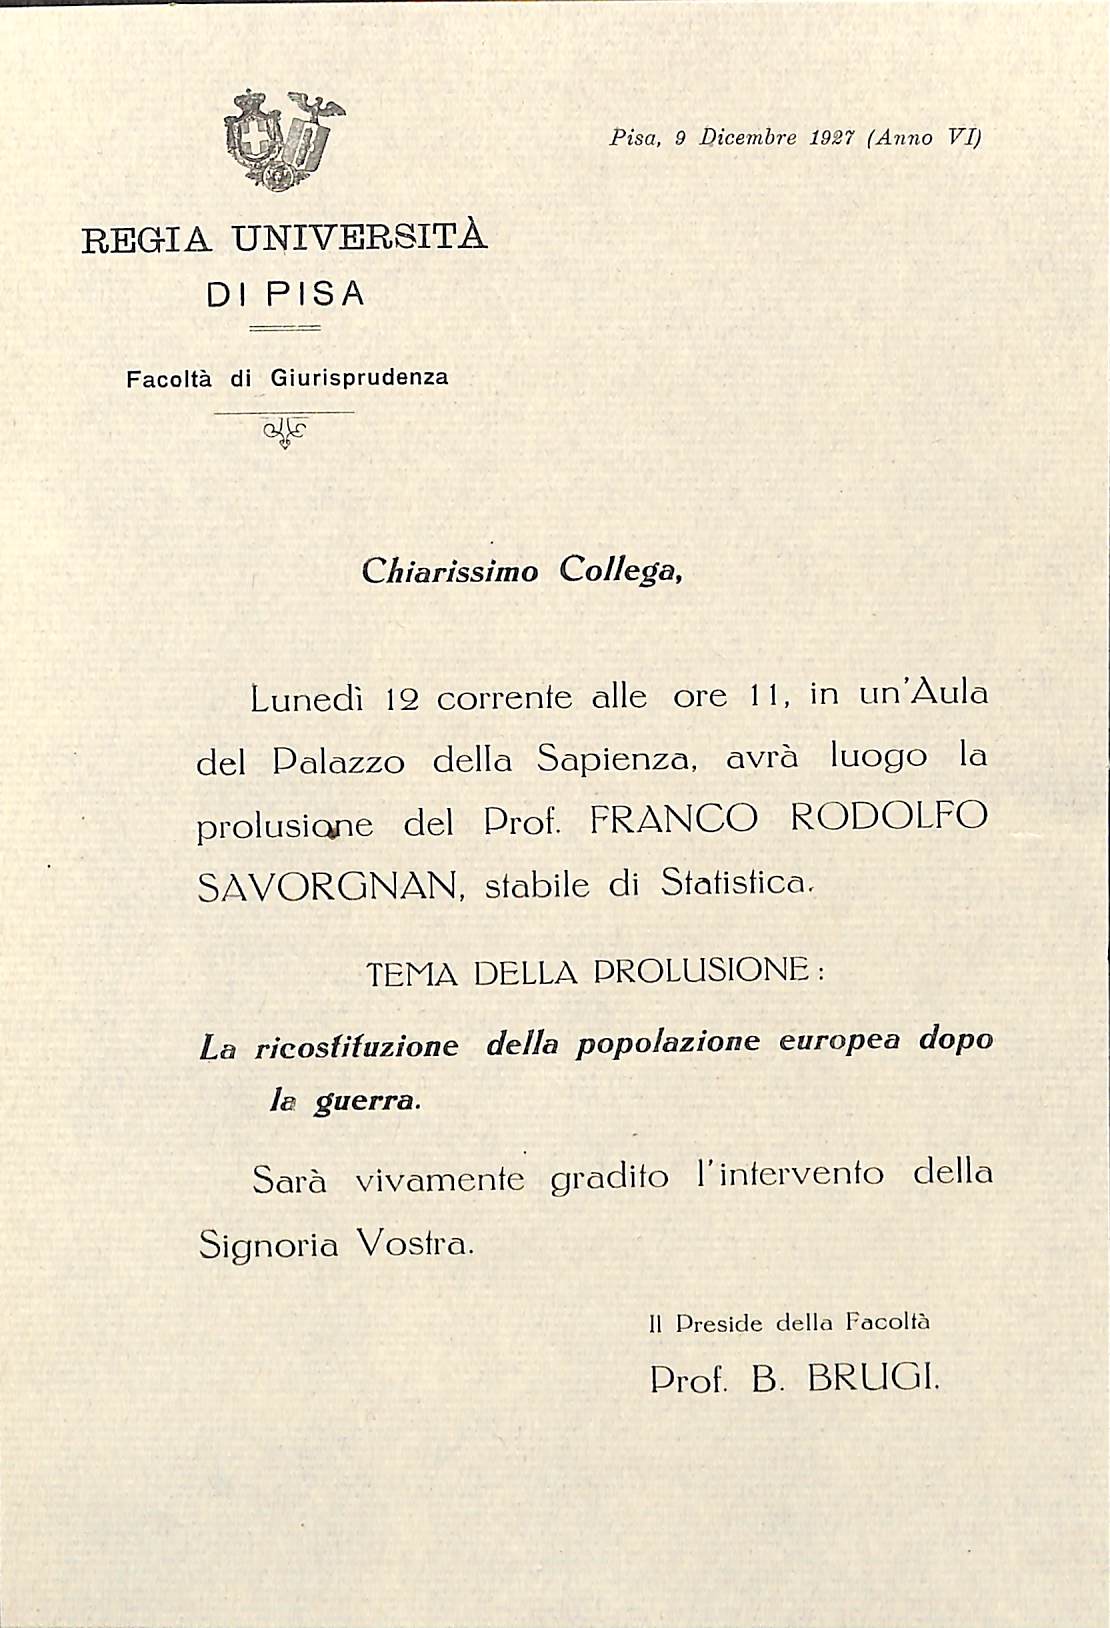 Pisa, 9 Dicembre 1927 (Anno VI)
REGIA UNIVERSITÀ
DI PISA
Facoltà di Giurisprudenza
Chiarissimo Collega,
Lunedì 12 corrente alle ore 11, in un'Aula
del Palazzo della Sapienza, avrà luogo la
prolusione del Prof. FRANCO RODOLFO
SAVORGNAN, stabile di Statistica.
TEMA DELLA PROLUSIONE:
La ricostituzione della popolazione europea dopo
la guerra.
Sarà vivamente gradito l'intervento della
Signoria Vostra.
Il Preside della Facoltà
Prof. B. BRUGI.